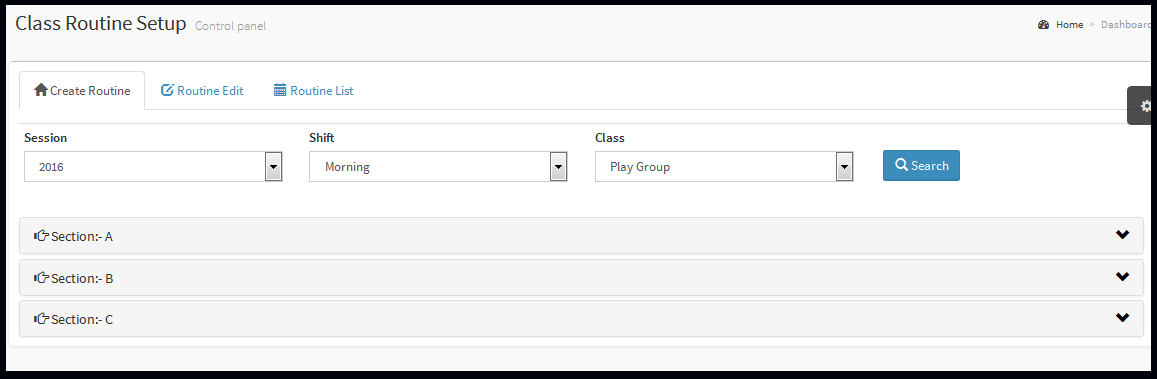 Class Routine Setup Control panel
Home > Dashboard
Create Routine Routine Edit Routine List
Session Shift Class
2016 Morning Play Group Search
Section:- A
Section:- B
Section:- C